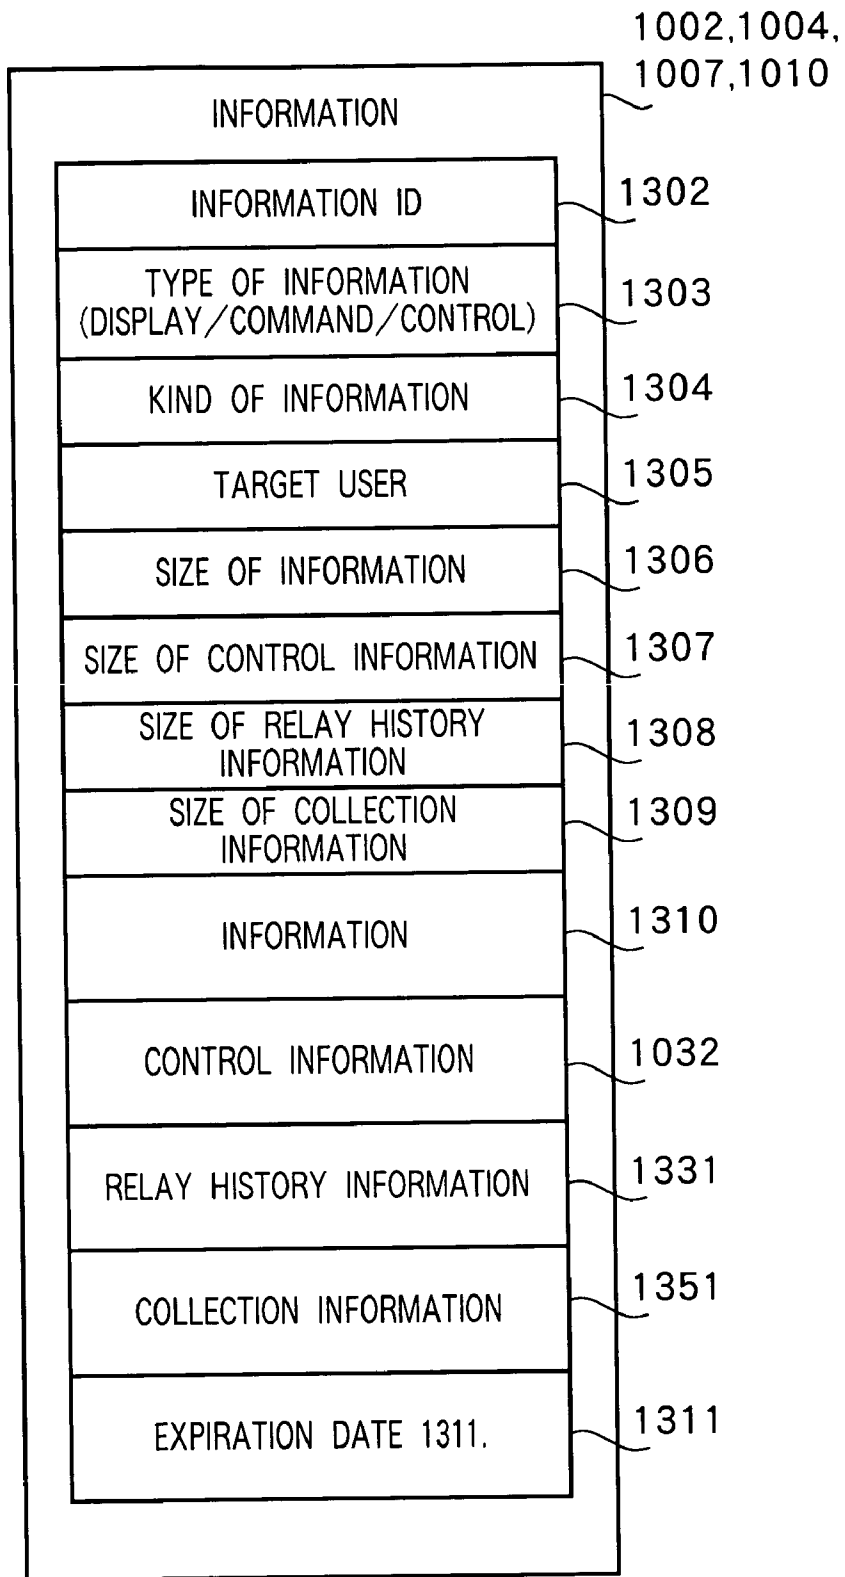 1002,1004,
1007,1010
INFORMATION
INFORMATION ID
1302
TYPE OF INFORMATION
(DISPLAY/COMMAND/CONTROL)
1303
KIND OF INFORMATION
1304
TARGET USER
1305
SIZE OF INFORMATION
1306
SIZE OF CONTROL INFORMATION
1307
SIZE OF RELAY HISTORY
INFORMATION
1308
SIZE OF COLLECTION
INFORMATION
1309
INFORMATION
1310
CONTROL INFORMATION
1032
RELAY HISTORY INFORMATION
1331
COLLECTION INFORMATION
1351
EXPIRATION DATE 1311.
1311